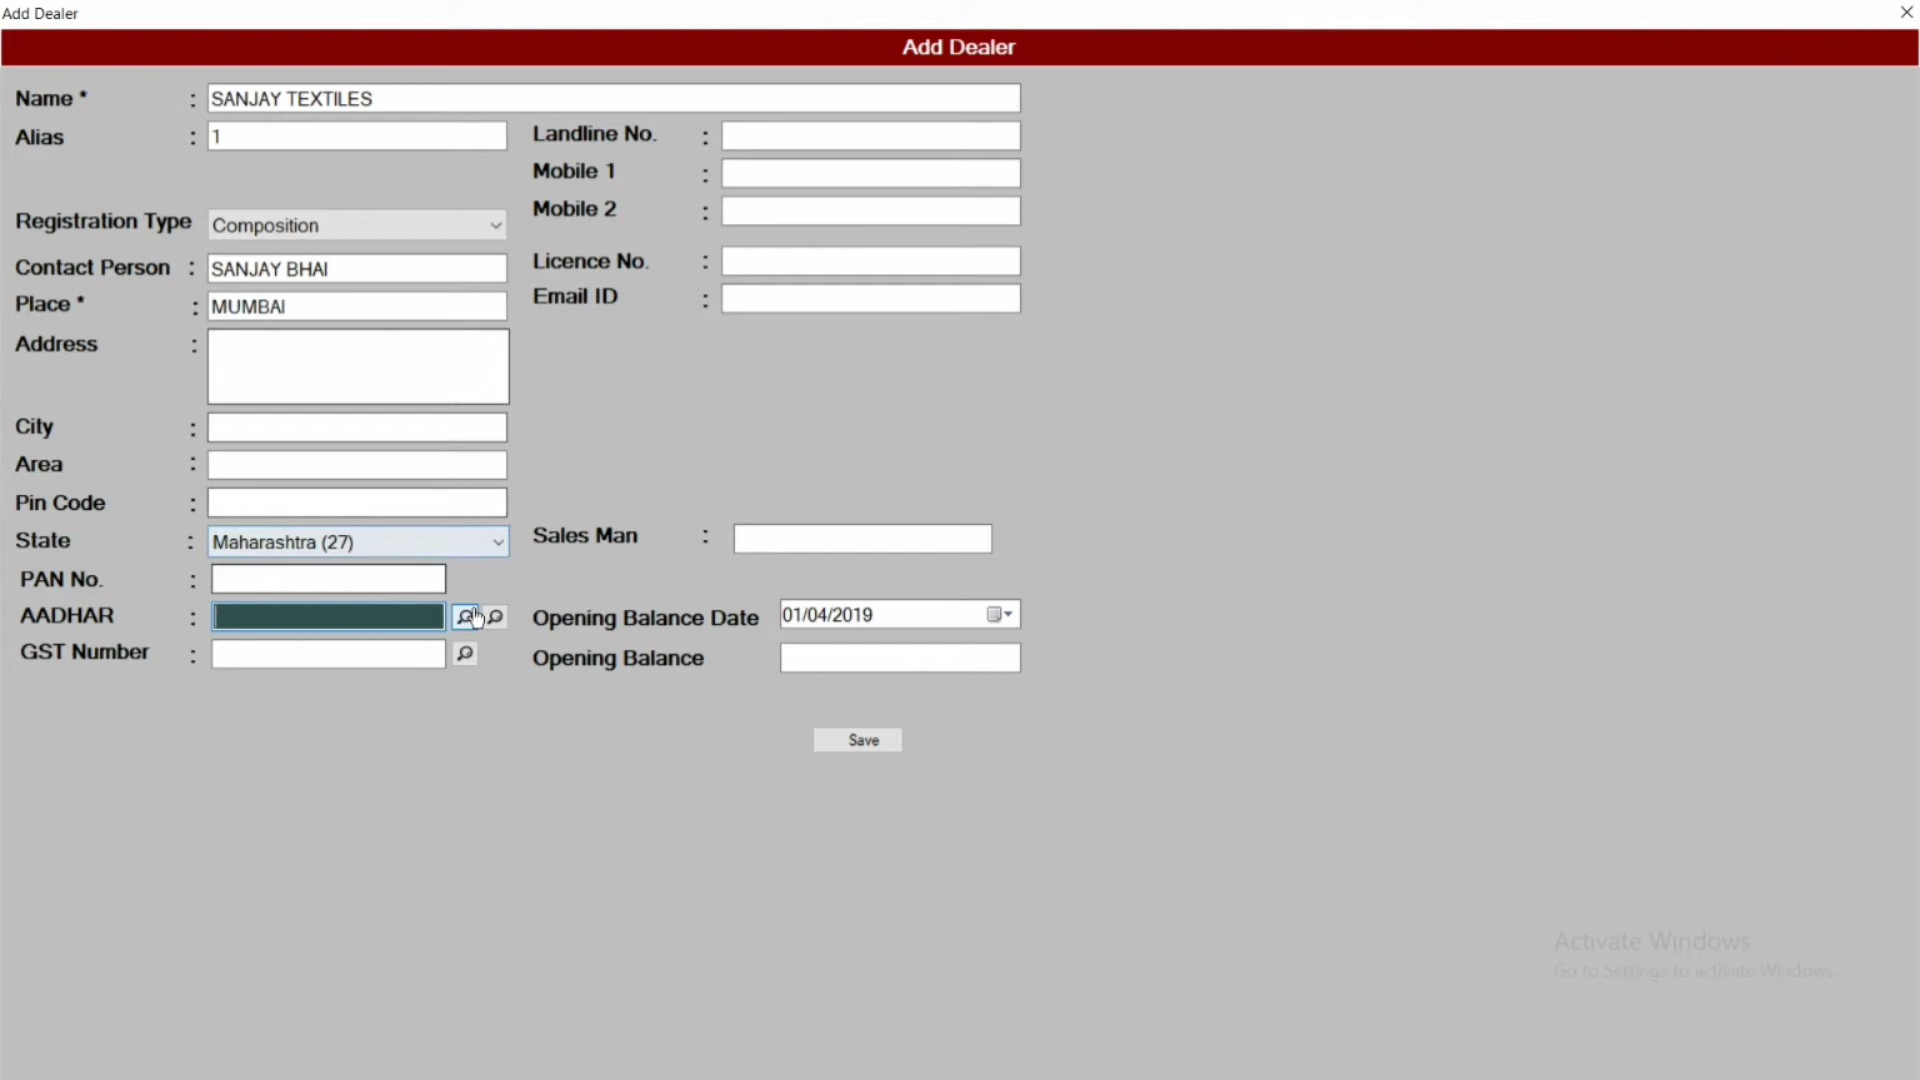 Add Dealer
Add Dealer
Name * : SANJAY TEXTILES
Alias : 1 Landline No. :
Mobile 1 :
Mobile 2 :
Registration Type Composition
Contact Person : SANJAY BHAI Licence No. :
Place * : MUMBAI Email ID :
Address :
City :
Area :
Pin Code :
State : Maharashtra (27) Sales Man :
PAN No. :
AADHAR : Opening Balance Date 01/04/2019
GST Number : Opening Balance
Save
Activate Windows
Go to Settings to activate Windows.